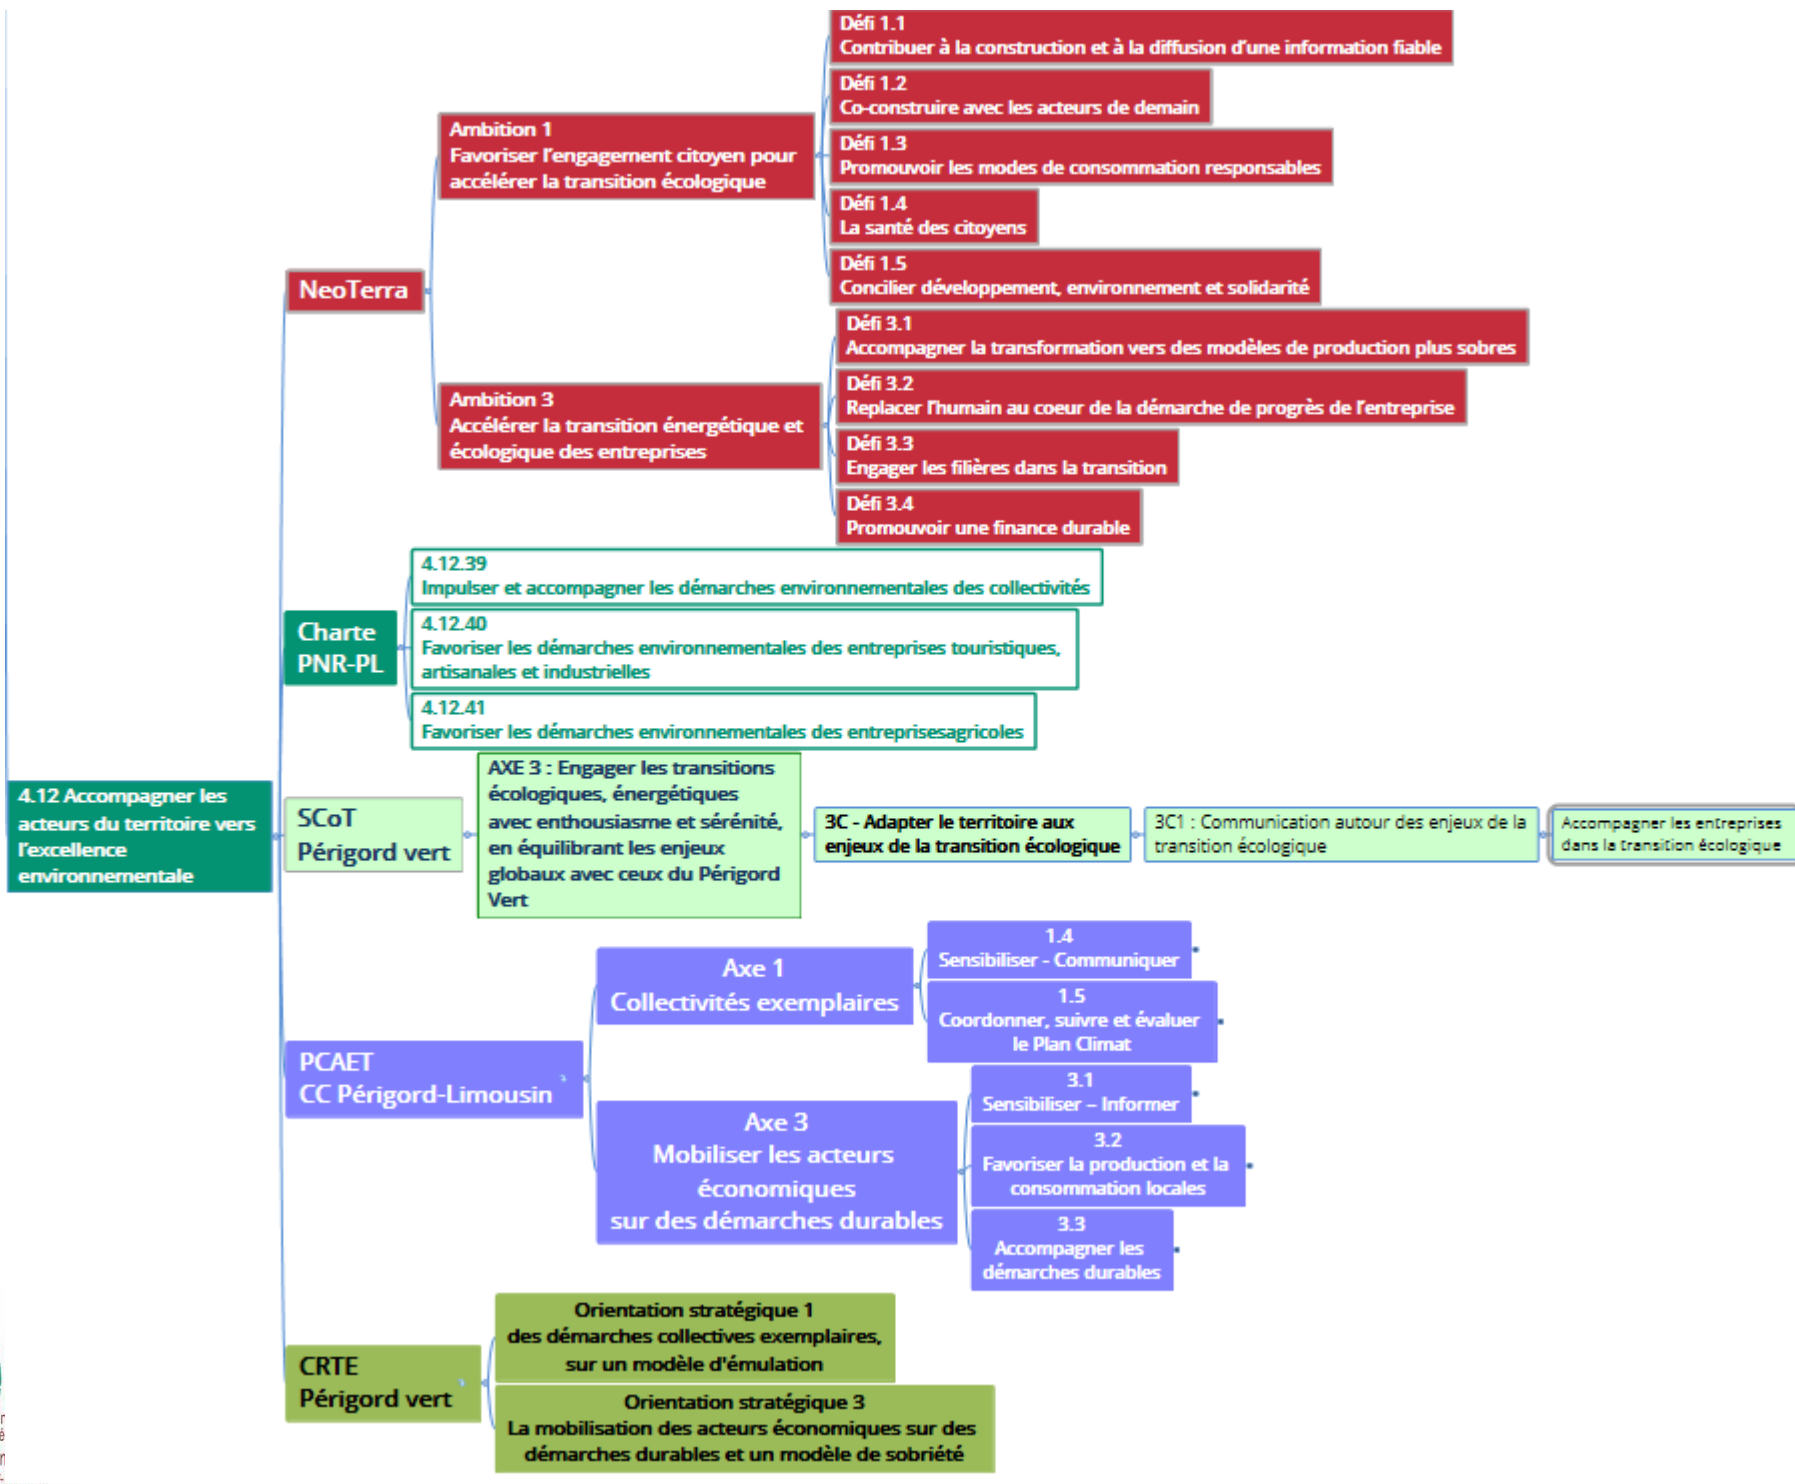 4.12 Accompagner les
acteurs du territoire vers
l'excellence
environnementale
NeoTerra
Ambition 1
Favoriser l'engagement citoyen pour
accélérer la transition écologique
Défi 1.1
Contribuer à la construction et à la diffusion d'une information fiable
Défi 1.2
Co-construire avec les acteurs de demain
Défi 1.3
Promouvoir les modes de consommation responsables
Défi 1.4
La santé des citoyens
Défi 1.5
Concilier développement, environnement et solidarité
Ambition 3
Accélérer la transition énergétique et
écologique des entreprises
Défi 3.1
Accompagner la transformation vers des modèles de production plus sobres
Défi 3.2
Replacer l'humain au coeur de la démarche de progrès de l'entreprise
Défi 3.3
Engager les filières dans la transition
Défi 3.4
Promouvoir une finance durable
Charte
PNR-PL
4.12.39
Impulser et accompagner les démarches environnementales des collectivités
4.12.40
Favoriser les démarches environnementales des entreprises touristiques,
artisanales et industrielles
4.12.41
Favoriser les démarches environnementales des entreprisesagricoles
SCoT
Périgord vert
AXE 3 : Engager les transitions
écologiques, énergétiques
avec enthousiasme et sérénité,
en équilibrant les enjeux
globaux avec ceux du Périgord
Vert
3C - Adapter le territoire aux
enjeux de la transition écologique
3C1 : Communication autour des enjeux de la
transition écologique
Accompagner les entreprises
dans la transition écologique
PCAET
CC Périgord-Limousin
Axe 1
Collectivités exemplaires
1.4
Sensibiliser - Communiquer
1.5
Coordonner, suivre et évaluer
le Plan Climat
Axe 3
Mobiliser les acteurs
économiques
sur des démarches durables
3.1
Sensibiliser – Informer
3.2
Favoriser la production et la
consommation locales
3.3
Accompagner les
démarches durables
CRTE
Périgord vert
Orientation stratégique 1
des démarches collectives exemplaires,
sur un modèle d'émulation
Orientation stratégique 3
La mobilisation des acteurs économiques sur des
démarches durables et un modèle de sobriété